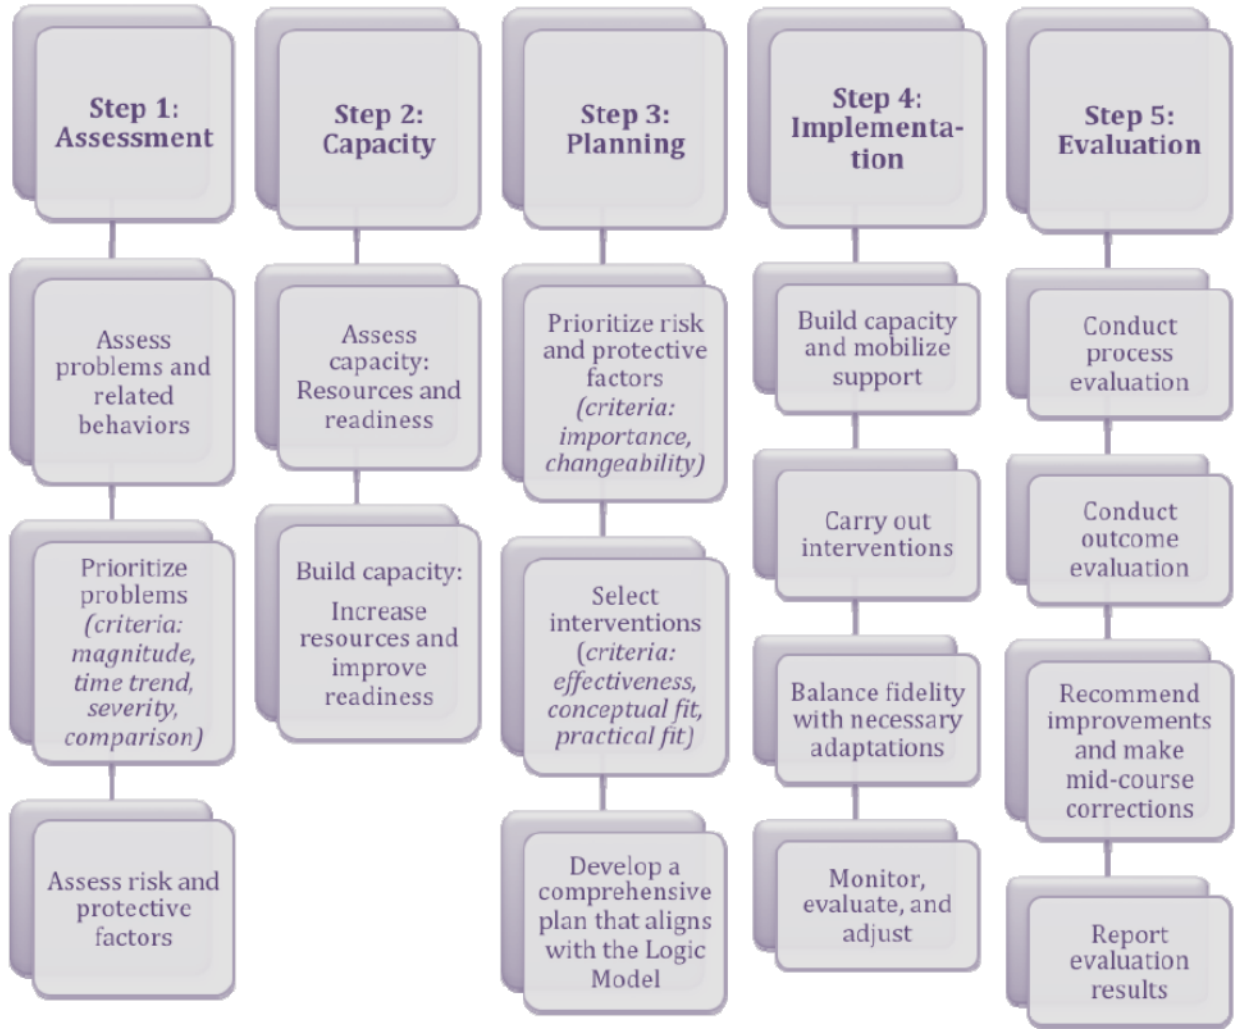 Step 1:
Assessment
Assess
problems and
related
behaviors
Prioritize
problems
(criteria:
magnitude,
time trend,
severity,
comparison)
Assess risk and
protective
factors
Step 2:
Capacity
Assess
capacity:
Resources and
readiness
Build capacity:
Increase
resources and
improve
readiness
Step 3:
Planning
Prioritize risk
and protective
factors
(criteria:
importance,
changeability)
Select
interventions
(criteria:
effectiveness,
conceptual fit,
practical fit)
Develop a
comprehensive
plan that aligns
with the Logic
Model
Step 4:
Implementa-
tion
Build capacity
and mobilize
support
Carry out
interventions
Balance fidelity
with necessary
adaptations
Monitor,
evaluate, and
adjust
Step 5:
Evaluation
Conduct
process
evaluation
Conduct
outcome
evaluation
Recommend
improvements
and make
mid-course
corrections
Report
evaluation
results